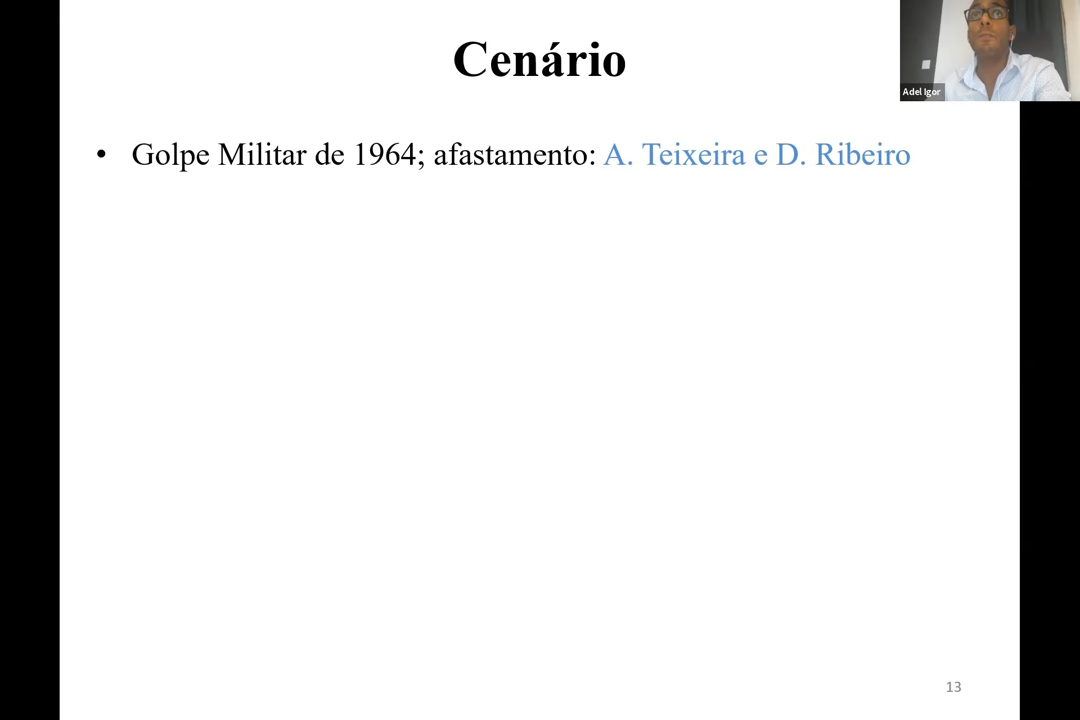 Cenário
Adel Igor
• Golpe Militar de 1964; afastamento: A. Teixeira e D. Ribeiro
13